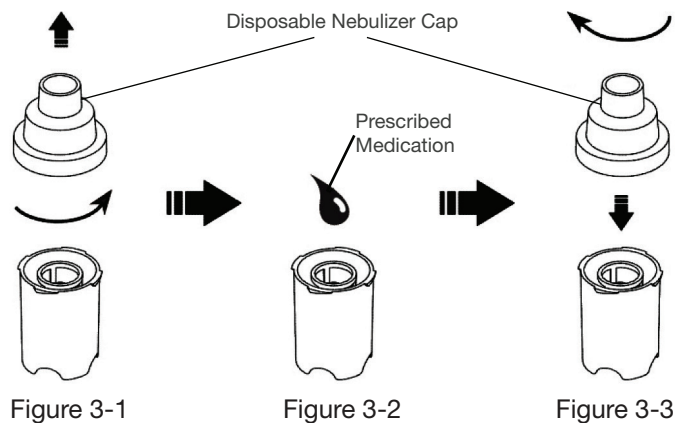 Disposable Nebulizer Cap
Prescribed
Medication
Figure 3-1
Figure 3-2
Figure 3-3